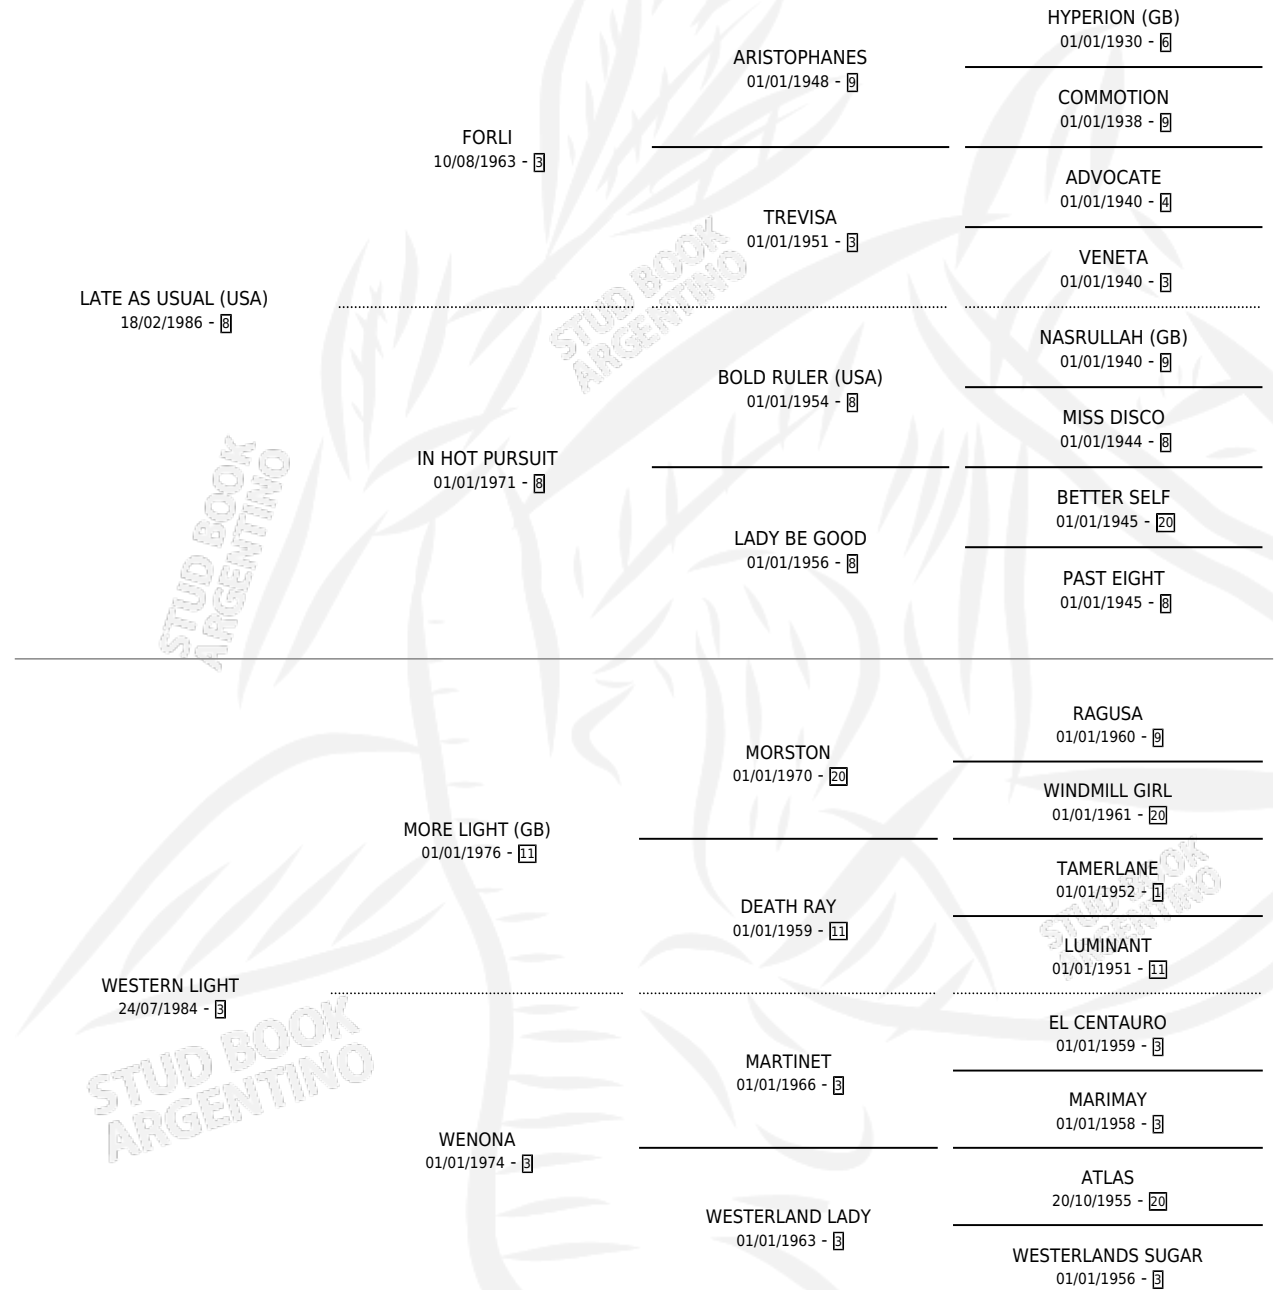 HYPERION (GB)
01/01/1930 - 6
ARISTOPHANES
01/01/1948 - 9
COMMOTION
01/01/1938 - 9
FORLI
10/08/1963 - 3
ADVOCATE
01/01/1940 - 4
TREVISA
01/01/1951 - 3
VENETA
01/01/1940 - 3
LATE AS USUAL (USA)
18/02/1986 - 8
NASRULLAH (GB)
01/01/1940 - 9
BOLD RULER (USA)
01/01/1954 - 8
MISS DISCO
01/01/1944 - 8
IN HOT PURSUIT
01/01/1971 - 8
BETTER SELF
01/01/1945 - 20
LADY BE GOOD
01/01/1956 - 8
PAST EIGHT
01/01/1945 - 8
RAGUSA
01/01/1960 - 9
MORSTON
01/01/1970 - 20
WINDMILL GIRL
01/01/1961 - 20
MORE LIGHT (GB)
01/01/1976 - 11
TAMERLANE
01/01/1952 - 1
DEATH RAY
01/01/1959 - 11
LUMINANT
01/01/1951 - 11
WESTERN LIGHT
24/07/1984 - 3
EL CENTAURO
01/01/1959 - 3
MARTINET
01/01/1966 - 3
MARIMAY
01/01/1958 - 3
WENONA
01/01/1974 - 3
ATLAS
20/10/1955 - 20
WESTERLAND LADY
01/01/1963 - 3
WESTERLANDS SUGAR
01/01/1956 - 3
STUD BOOK
ARGENTINO
STUD BOOK
ARGENTINO
STUD BOOK
ARGENTINO
STUD BOOK
ARGENTINO